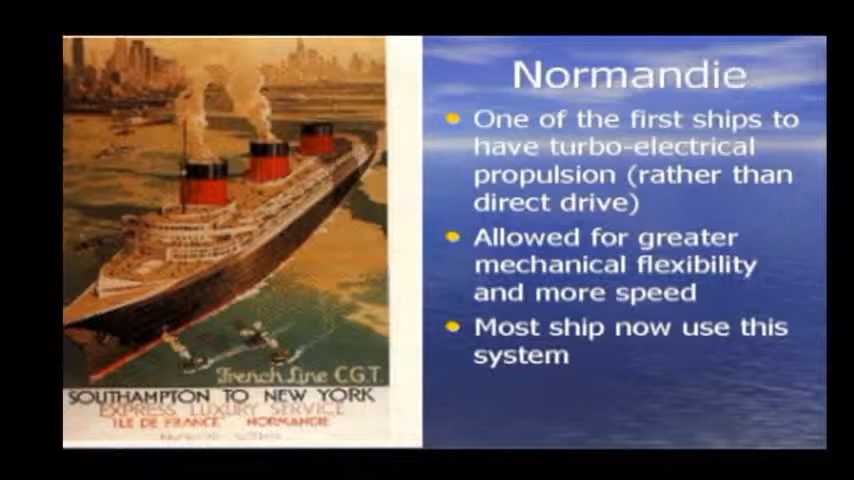 Normandie
One of the first ships to
have turbo-electrical
propulsion (rather than
direct drive)
Allowed for greater
mechanical flexibility
and more speed
Most ship now use this
system
French Line C.G.T.
SOUTHAMPTON TO NEW YORK
EXPRESS LUXURY SERVICE
ILE DE FRANCE NORMANDIE